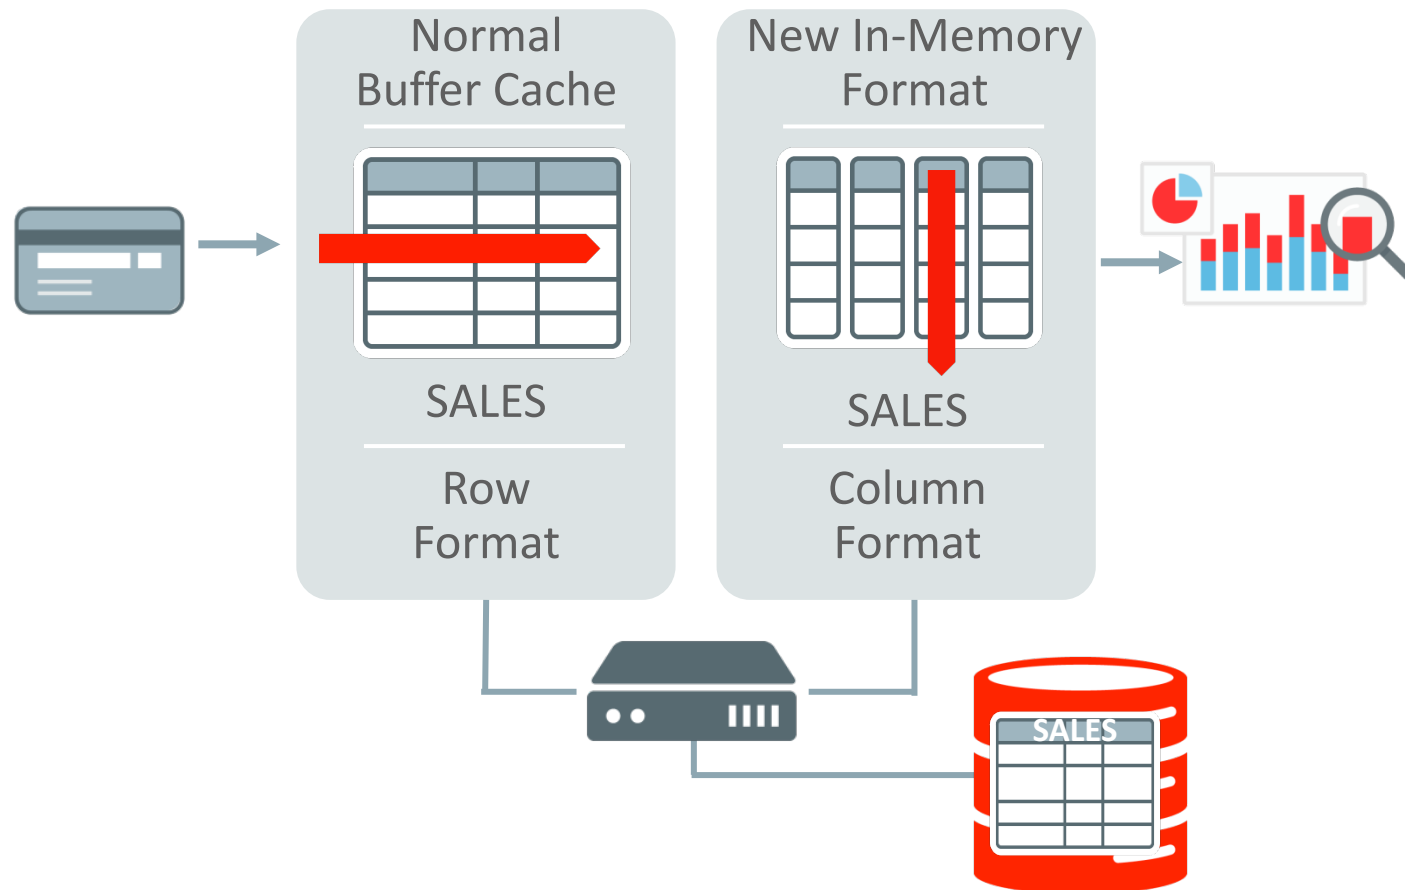 Normal
Buffer Cache
SALES
Row
Format
New In-Memory
Format
SALES
Column
Format
SALES